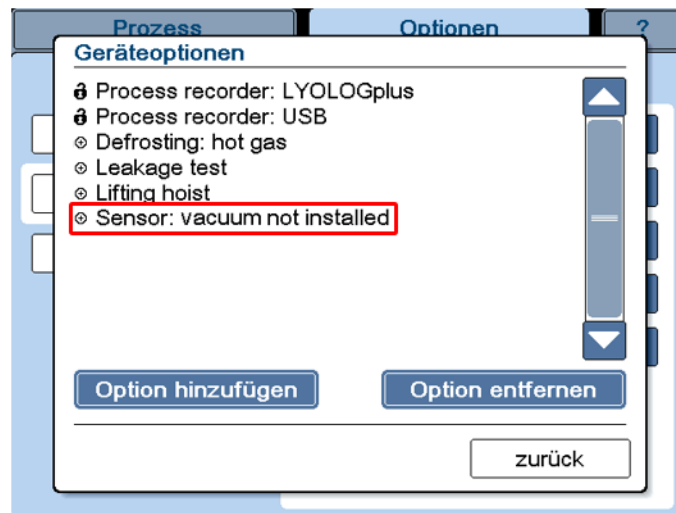 Prozess
Optionen
?
Geräteoptionen
Process recorder: LYOLOGplus
Process recorder: USB
Defrosting: hot gas
Leakage test
Lifting hoist
Sensor: vacuum not installed
Option hinzufügen
Option entfernen
zurück